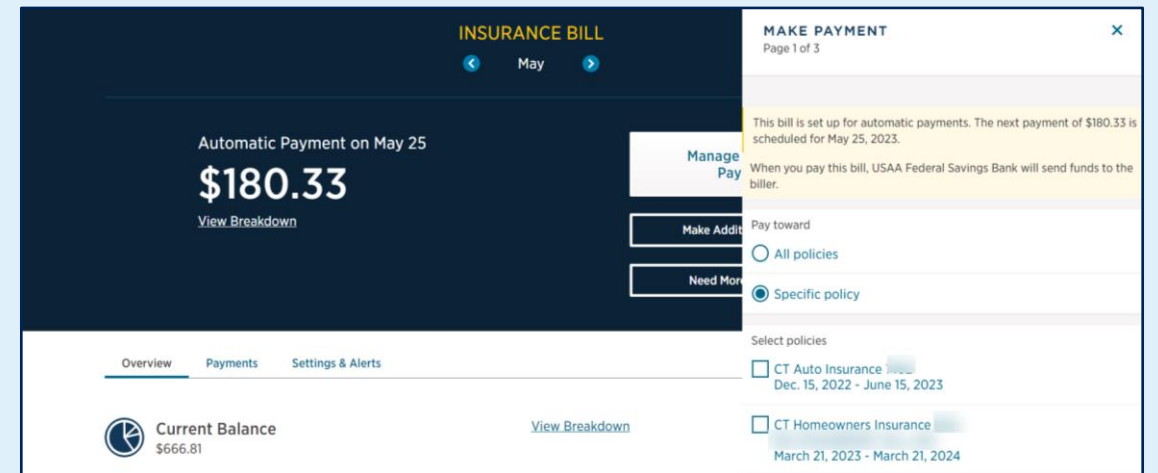 INSURANCE BILL
May
Automatic Payment on May 25
$180.33
View Breakdown
Manage
Pay
Make Addit
Need Mor
Overview Payments Settings & Alerts
Current Balance
$666.81
View Breakdown
MAKE PAYMENT
Page 1 of 3
This bill is set up for automatic payments. The next payment of $180.33 is
scheduled for May 25, 2023.
When you pay this bill, USAA Federal Savings Bank will send funds to the
biller.
Pay toward
All policies
Specific policy
Select policies
CT Auto Insurance
Dec. 15, 2022 - June 15, 2023
CT Homeowners Insurance
March 21, 2023 - March 21, 2024